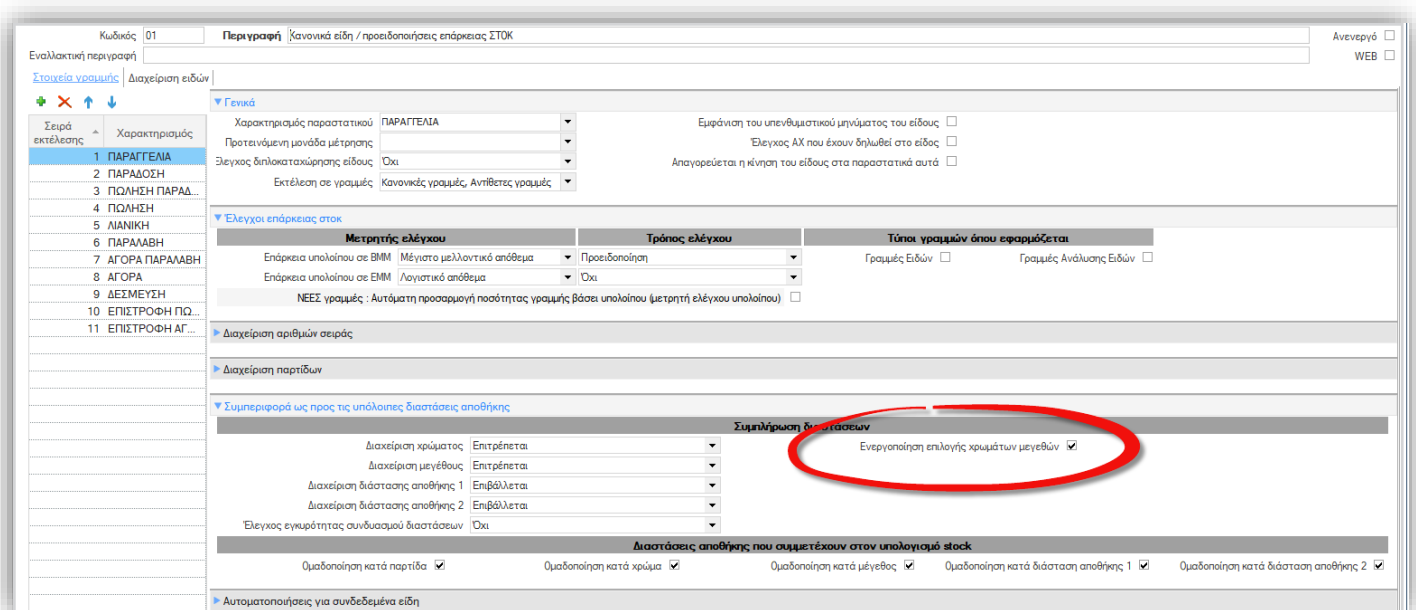 Κωδικός 01 Περιγραφή Κανονικά είδη / προειδοποιήσεις επάρκειας ΣΤΟΚ Ανενεργό
Εναλλακτική περιγραφή WEB
Στοιχεία γραμμής Διαχείριση ειδών
Γενικά
Σειρά εκτέλεσης Χαρακτηρισμός
1 ΠΑΡΑΓΓΕΛΙΑ
2 ΠΑΡΑΔΟΣΗ
3 ΠΩΛΗΣΗ ΠΑΡΑΔ...
4 ΠΩΛΗΣΗ
5 ΛΙΑΝΙΚΗ
6 ΠΑΡΑΛΑΒΗ
7 ΑΓΟΡΑ ΠΑΡΑΛΑΒΗ
8 ΑΓΟΡΑ
9 ΔΕΣΜΕΥΣΗ
10 ΕΠΙΣΤΡΟΦΗ ΠΩ...
11 ΕΠΙΣΤΡΟΦΗ ΑΓ...
Χαρακτηρισμός παραστατικού ΠΑΡΑΓΓΕΛΙΑ Εμφάνιση του υπενθυμιστικού μηνύματος του είδους
Προτεινόμενη μονάδα μέτρησης Έλεγχος ΑΧ που έχουν δηλωθεί στο είδος
Έλεγχος διπλοκαταχώρησης είδους Όχι Απαγορεύεται η κίνηση του είδους στα παραστατικά αυτά
Εκτέλεση σε γραμμές Κανονικές γραμμές, Αντίθετες γραμμές
Έλεγχοι επάρκειας στοκ
Μετρητής ελέγχου Τρόπος ελέγχου Τύποι γραμμών όπου εφαρμόζεται
Επάρκεια υπολοίπου σε ΒΜΜ Μέγιστο μελλοντικό απόθεμα Προειδοποίηση Γραμμές Ειδών Γραμμές Ανάλυσης Ειδών
Επάρκεια υπολοίπου σε ΕΜΜ Λογιστικό απόθεμα Όχι
ΝΕΕΣ γραμμές : Αυτόματη προσαρμογή ποσότητας γραμμής βάσει υπολοίπου (μετρητή ελέγχου υπολοίπου)
Διαχείριση αριθμών σειράς
Διαχείριση παρτίδων
Συμπεριφορά ως προς τις υπόλοιπες διαστάσεις αποθήκης
Συμπλήρωση διαστάσεων
Διαχείριση χρώματος Επιτρέπεται Ενεργοποίηση επιλογής χρωμάτων μεγεθών
Διαχείριση μεγέθους Επιτρέπεται
Διαχείριση διάστασης αποθήκης 1 Επιβάλλεται
Διαχείριση διάστασης αποθήκης 2 Επιβάλλεται
Έλεγχος εγκυρότητας συνδυασμού διαστάσεων Όχι
Διαστάσεις αποθήκης που συμμετέχουν στον υπολογισμό stock
Ομαδοποίηση κατά παρτίδα Ομαδοποίηση κατά χρώμα Ομαδοποίηση κατά μέγεθος Ομαδοποίηση κατά διάσταση αποθήκης 1 Ομαδοποίηση κατά διάσταση αποθήκης 2
Αυτοματοποιήσεις για συνδεδεμένα είδη